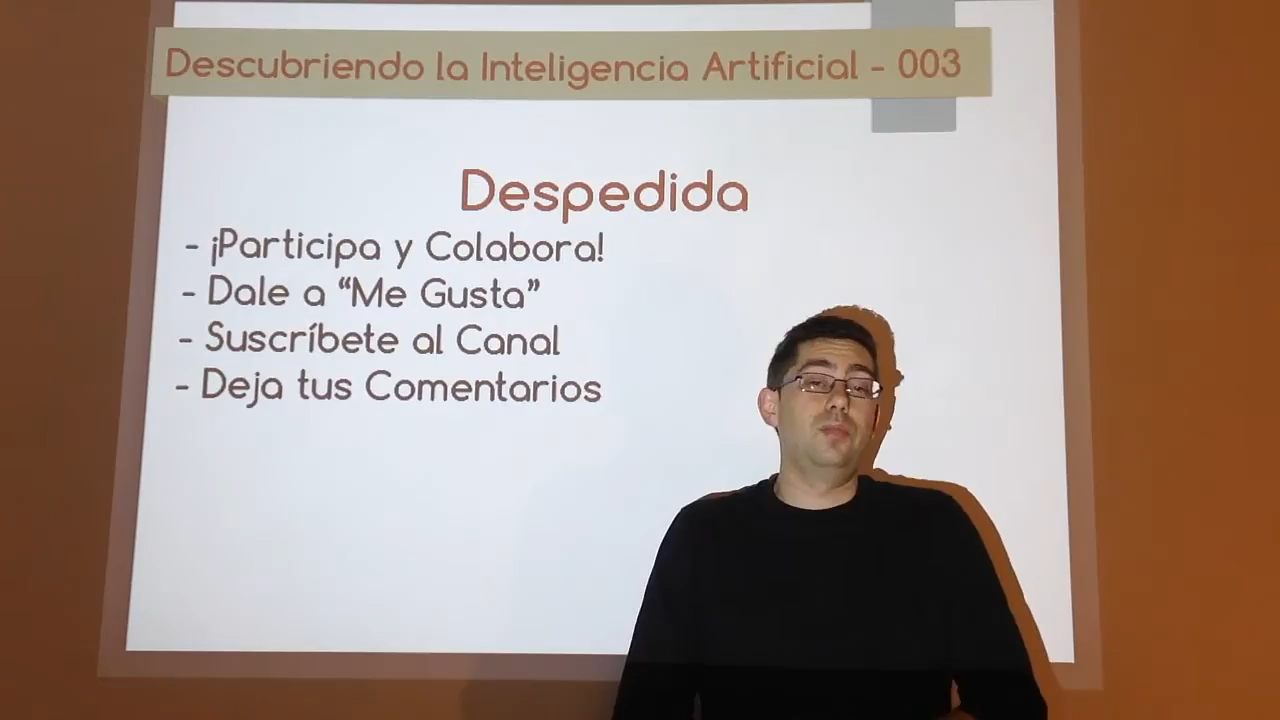 Descubriendo la Inteligencia Artificial - 003
Despedida
- ¡Participa y Colabora!
- Dale a “Me Gusta”
- Suscríbete al Canal
- Deja tus Comentarios